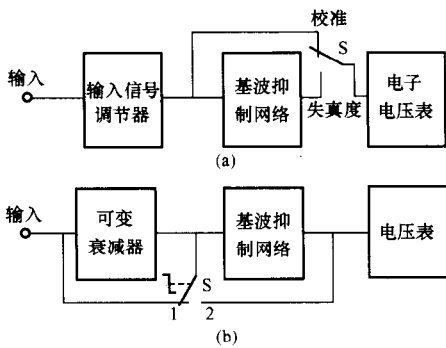 校准
S
输入
输入信号
调节器
基波抑
制网络
失真度
电子
电压表
(a)
输入
可变
衰减器
基波抑
制网络
电压表
S
1 2
(b)